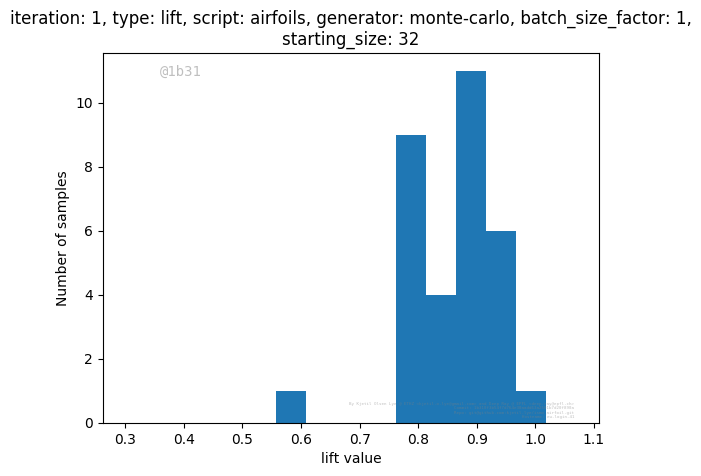 iteration: 1, type: lift, script: airfoils, generator: monte-carlo, batch_size_factor: 1,
starting_size: 32
@1b31
10
8
6
4
2
0
Number of samples
0.3 0.4 0.5 0.6 0.7 0.8 0.9 1.0 1.1
lift value